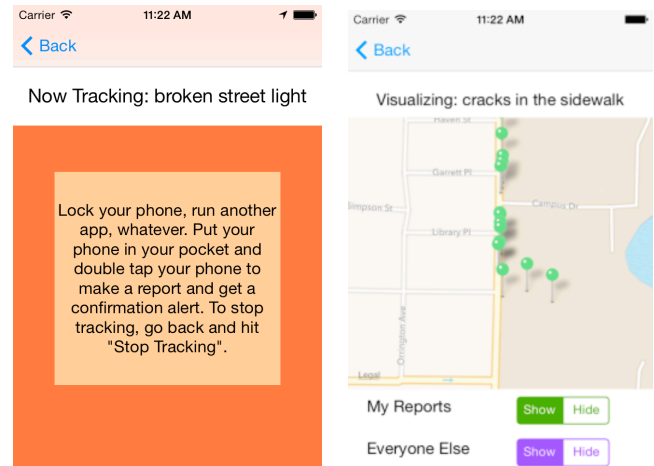 Carrier 11:22 AM
Back
Now Tracking: broken street light
Lock your phone, run another
app, whatever. Put your
phone in your pocket and
double tap your phone to
make a report and get a
confirmation alert. To stop
tracking, go back and hit
"Stop Tracking".
Carrier 11:22 AM
Back
Visualizing: cracks in the sidewalk
Haven St
Garrett Pl
Simpson St
Campus Dr
Library Pl
Orrington Ave
Legal
My Reports
Show Hide
Everyone Else
Show Hide